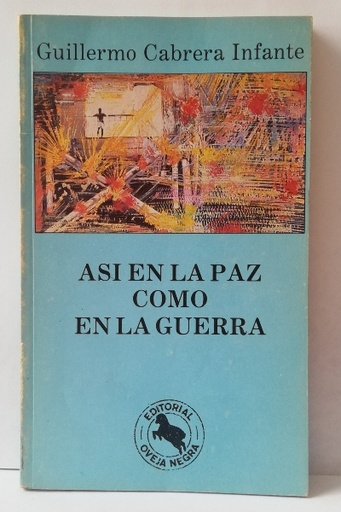 Guillermo Cabrera Infante
ASI EN LA PAZ
COMO
EN LA GUERRA
EDITORIAL
OVEJA NEGRA